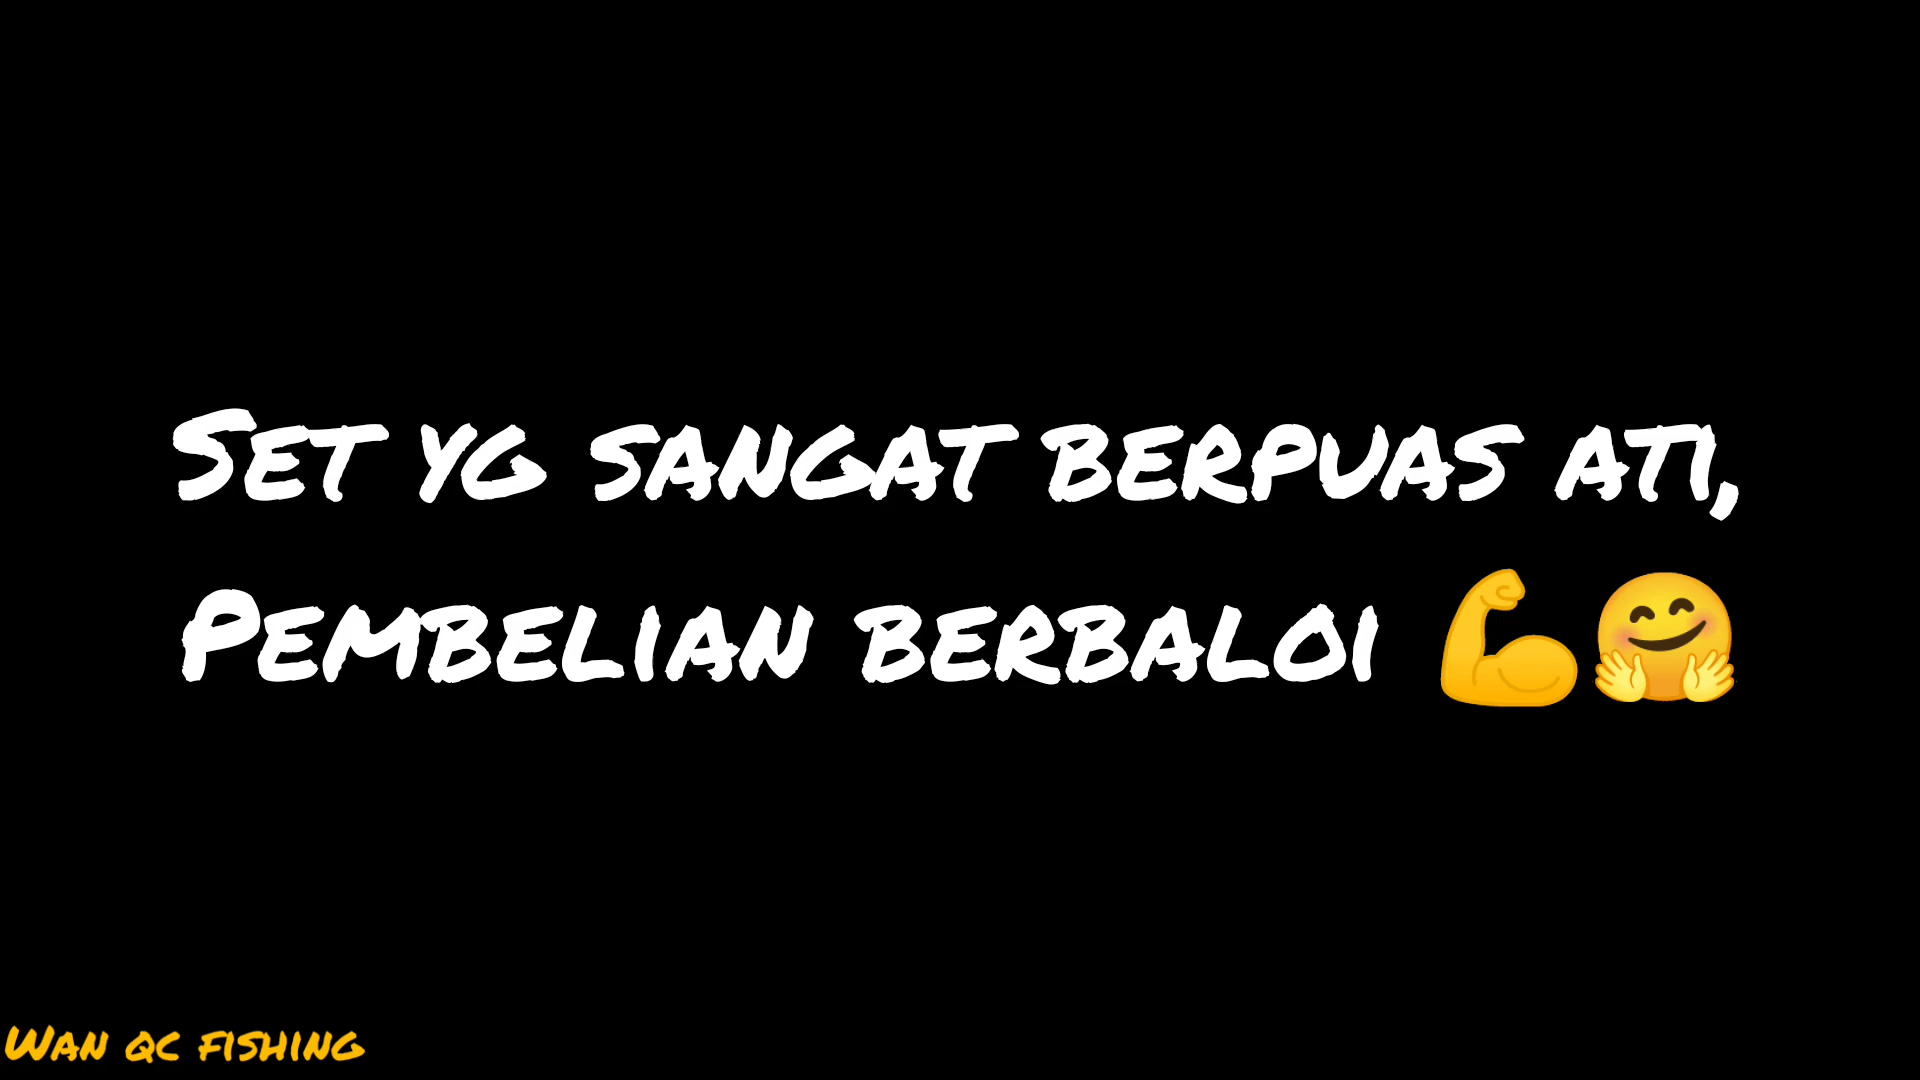 Set yg sangat berpuas ati,
Pembelian berbaloi 💪🤗
Wan qc fishing